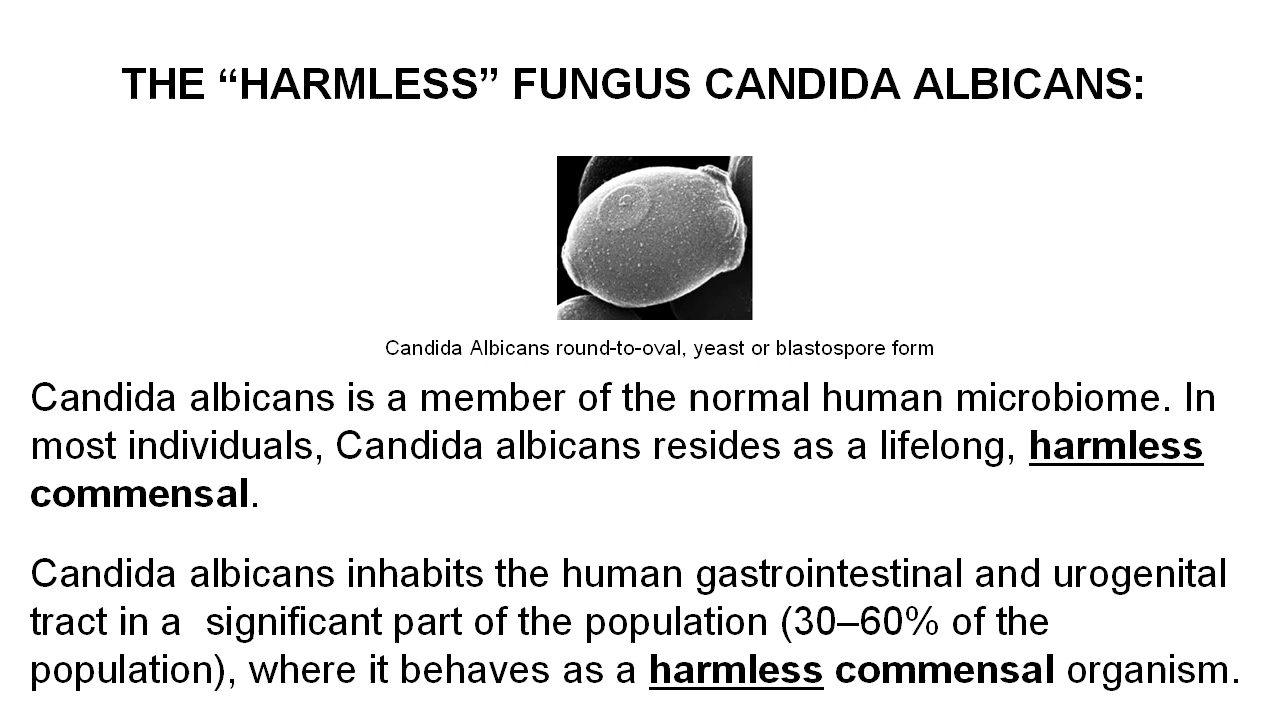 THE “HARMLESS” FUNGUS CANDIDA ALBICANS:
Candida Albicans round-to-oval, yeast or blastospore form
Candida albicans is a member of the normal human microbiome. In
most individuals, Candida albicans resides as a lifelong, harmless
commensal.
Candida albicans inhabits the human gastrointestinal and urogenital
tract in a  significant part of the population (30–60% of the
population), where it behaves as a harmless commensal organism.